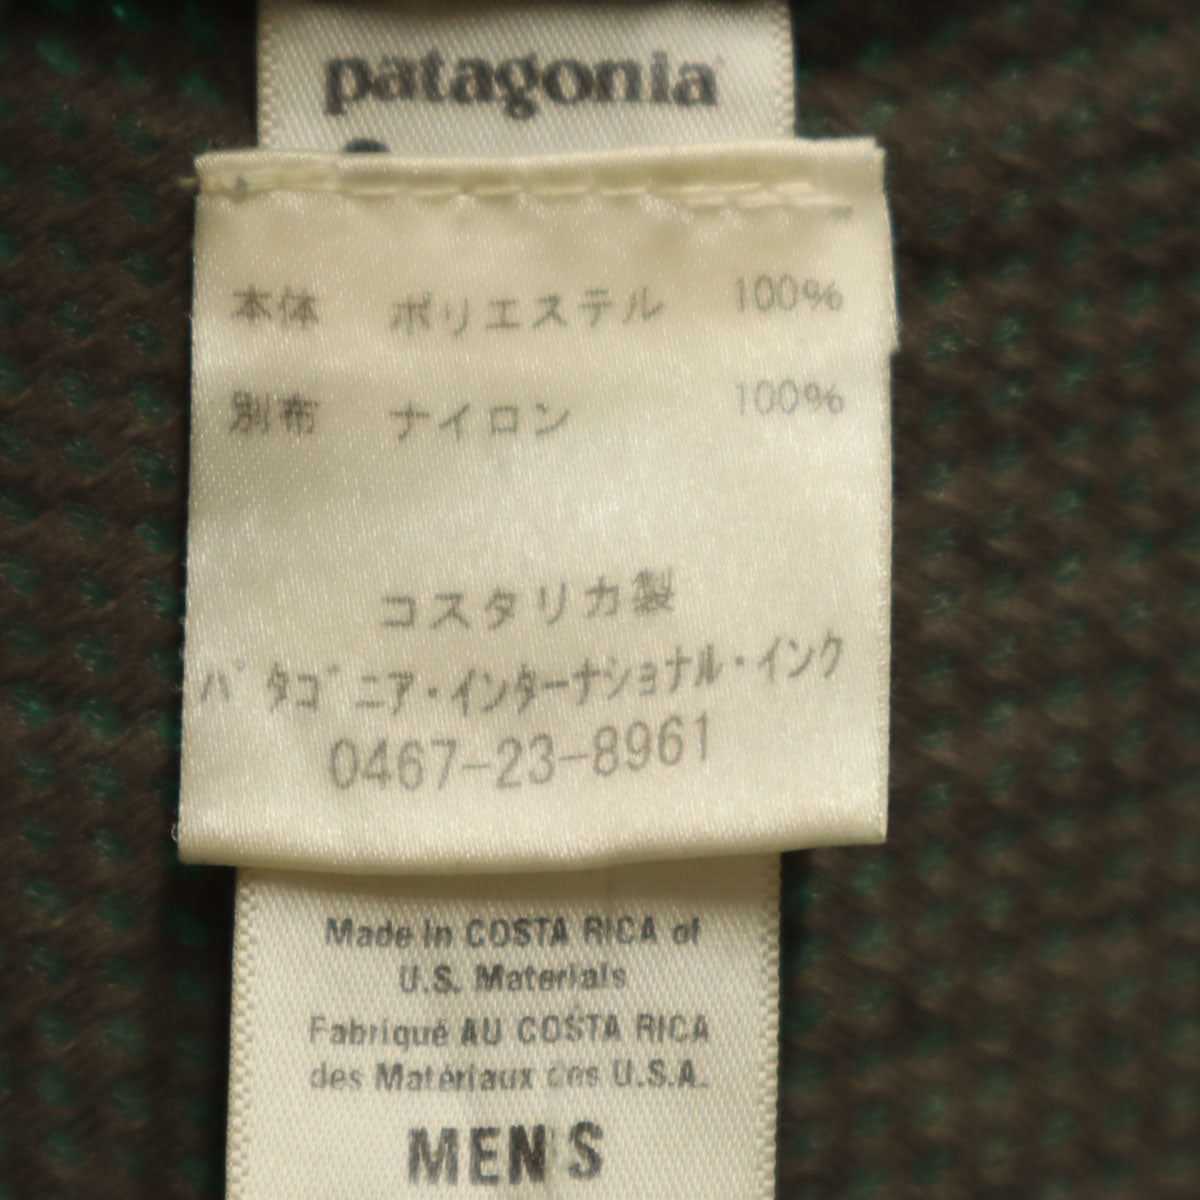 patagonia
本体 ポリエステル 100%
別布 ナイロン 100%
コスタリカ製
パタゴニア・インターナショナル・インク
0467-23-8961
Made in COSTA RICA of
U.S. Materials
Fabriqué AU COSTA RICA
des Matériaux des U.S.A.
MEN'S